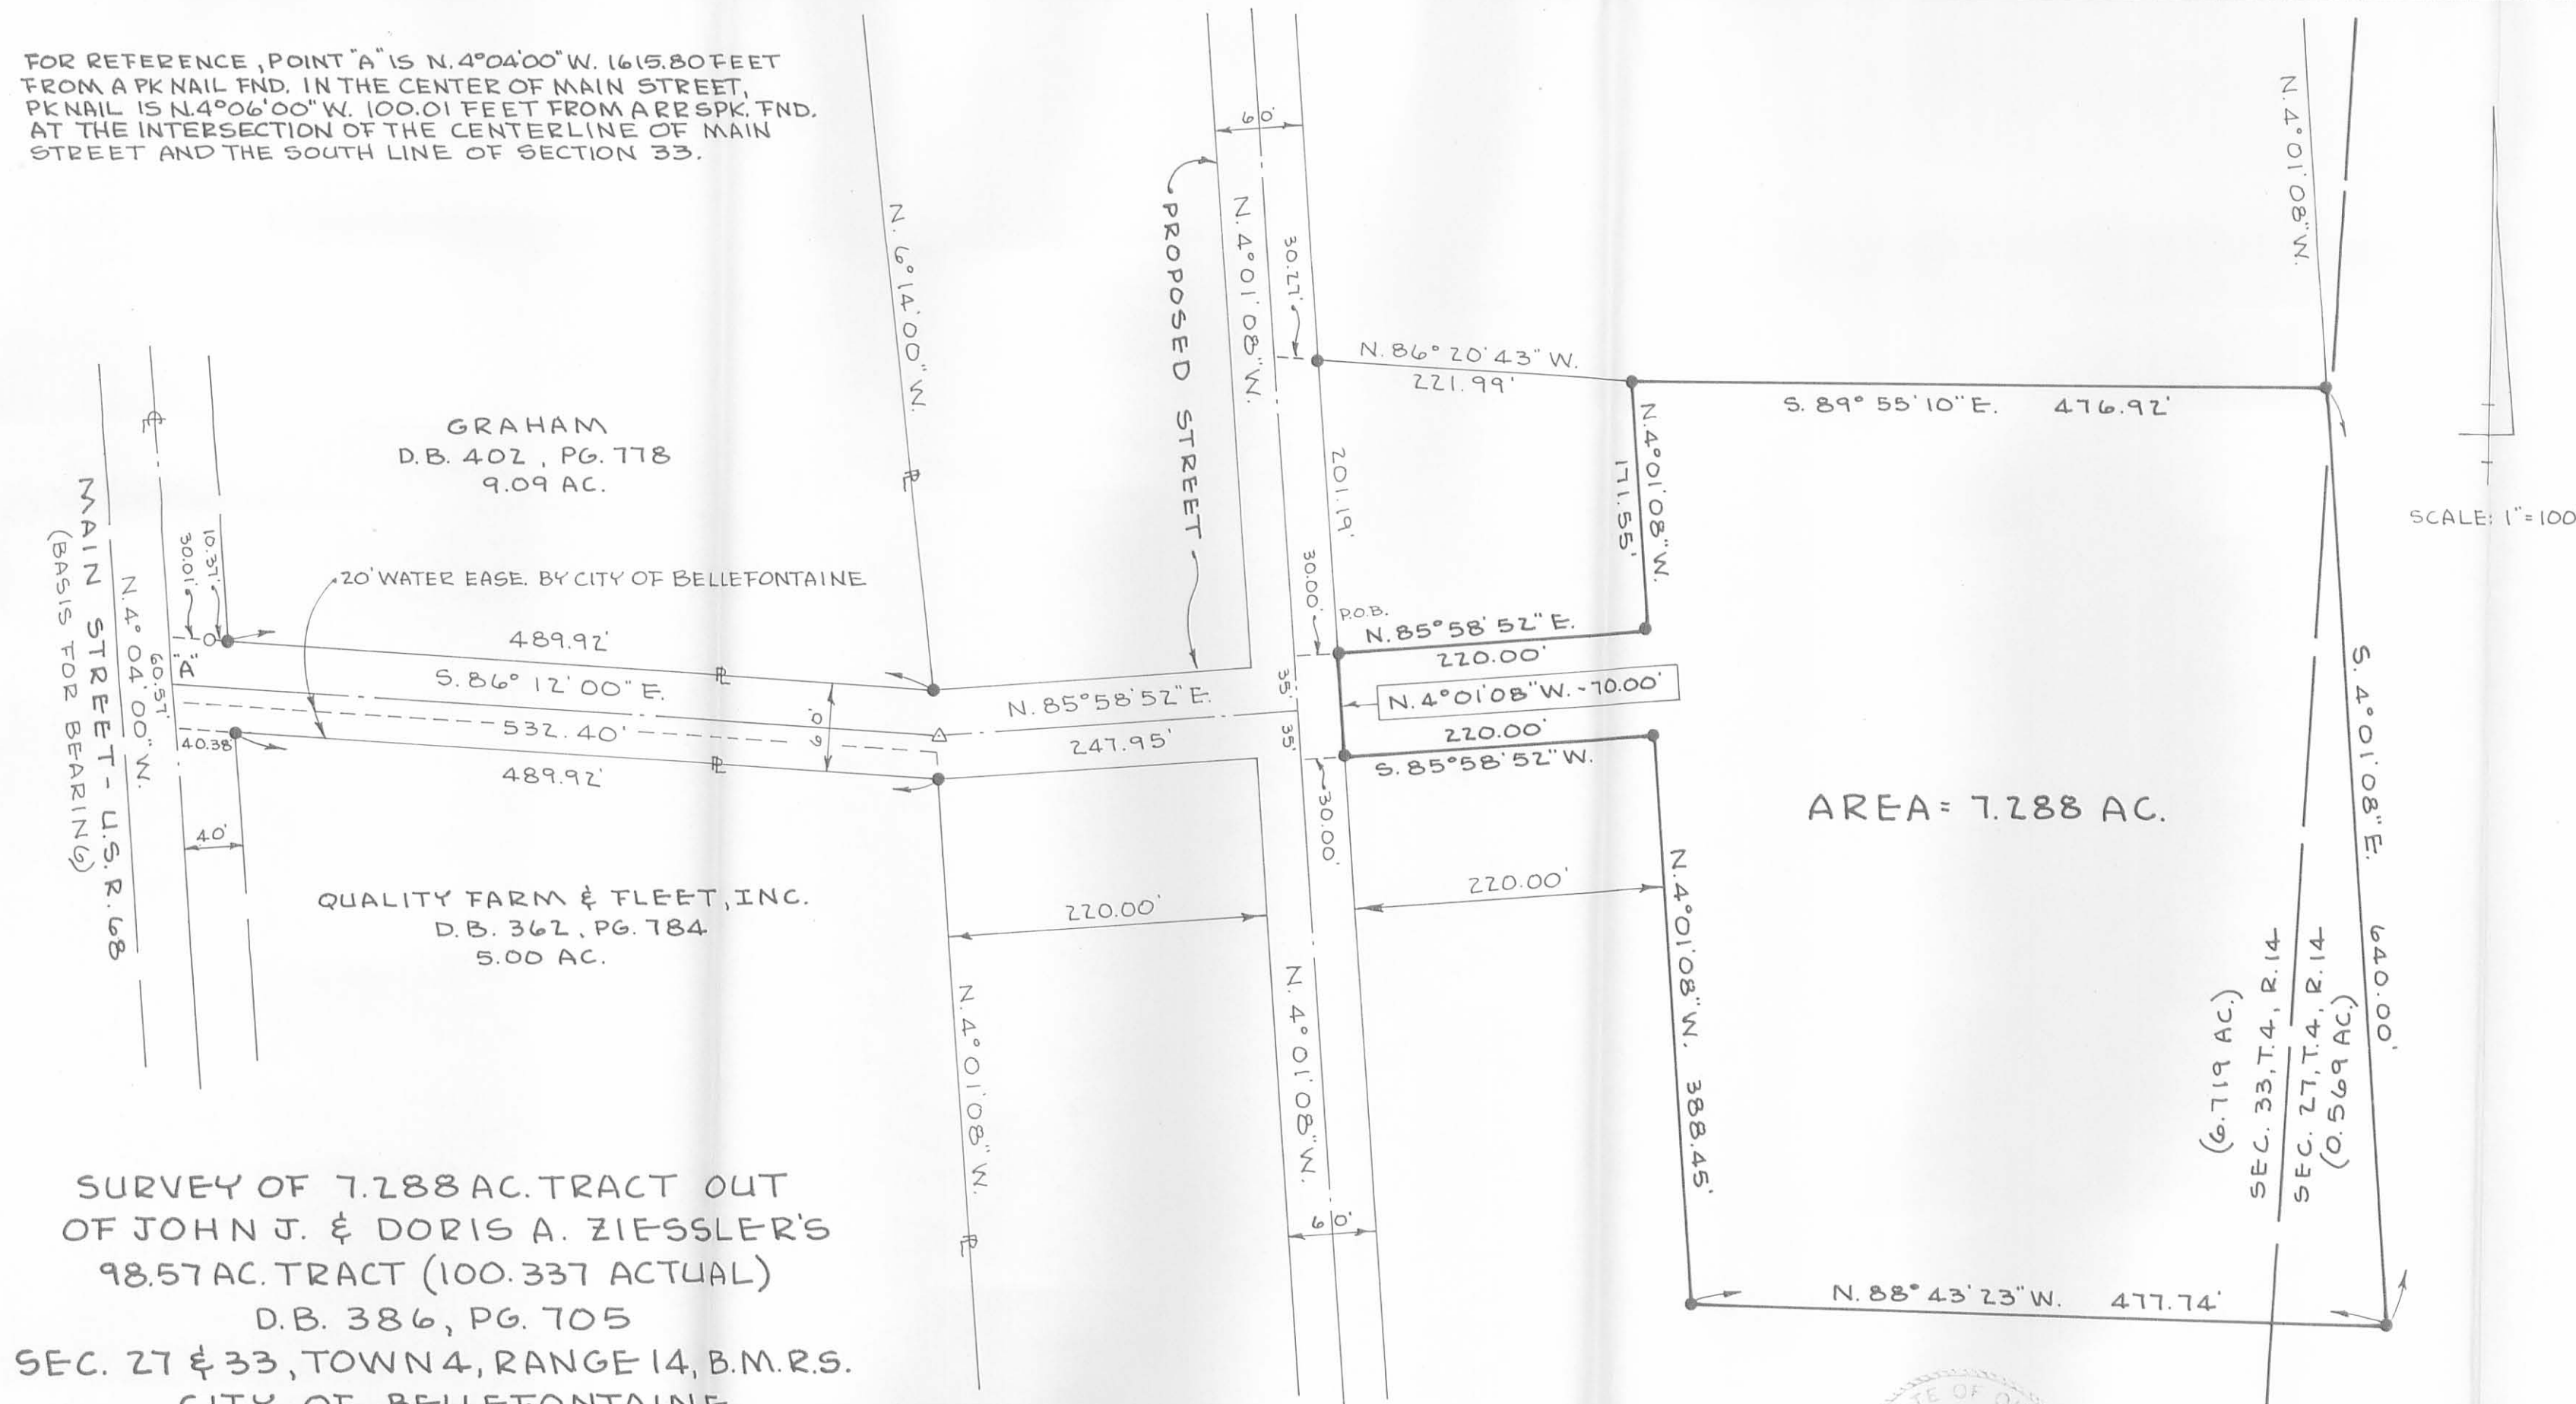 FOR REFERENCE, POINT "A" IS N. 4°04'00" W. 1615.80 FEET
FROM A PK NAIL FND. IN THE CENTER OF MAIN STREET,
PK NAIL IS N. 4°06'00" W. 100.01 FEET FROM A RR SPK. FND.
AT THE INTERSECTION OF THE CENTERLINE OF MAIN
STREET AND THE SOUTH LINE OF SECTION 33.
GRAHAM
D.B. 402, PG. 778
9.09 AC.
N. 6° 14' 00" W.
PROPOSED STREET
60'
N. 4° 01' 08" W.
30.27'
N. 86° 20' 43" W.
221.99'
S. 89° 55' 10" E. 476.92'
N. 4° 01' 08" W.
SCALE: 1" = 100
201.19'
N. 4° 01' 08" W.
171.55'
30.00'
P.O.B.
N. 85° 58' 52" E.
220.00'
N. 4° 01' 08" W. - 70.00'
220.00'
S. 85° 58' 52" W.
35'
35'
30.00'
MAIN STREET - U.S.R. 68
(BASIS FOR BEARING)
N. 4° 04' 00" W.
60.57'
30.01'
10.37'
"A"
40.38'
40'
20' WATER EASE. BY CITY OF BELLEFONTAINE
489.92'
S. 86° 12' 00" E.
532.40'
489.92'
60'
N. 85° 58' 52" E.
247.95'
QUALITY FARM & FLEET, INC.
D.B. 362, PG. 784
5.00 AC.
220.00'
220.00'
N. 4° 01' 08" W.
N. 4° 01' 08" W.
60'
AREA = 7.288 AC.
N. 4° 01' 08" W. 388.45'
S. 4° 01' 08" E. 640.00'
(6.719 AC.)
SEC. 33, T.4, R.14
SEC. 27, T.4, R.14
(0.569 AC.)
N. 88° 43' 23" W. 477.74'
SURVEY OF 7.288 AC. TRACT OUT
OF JOHN J. & DORIS A. ZIESSLER'S
98.57 AC. TRACT (100.337 ACTUAL)
D.B. 386, PG. 705
SEC. 27 & 33, TOWN 4, RANGE 14, B.M.R.S.
CITY OF BELLEFONTAINE